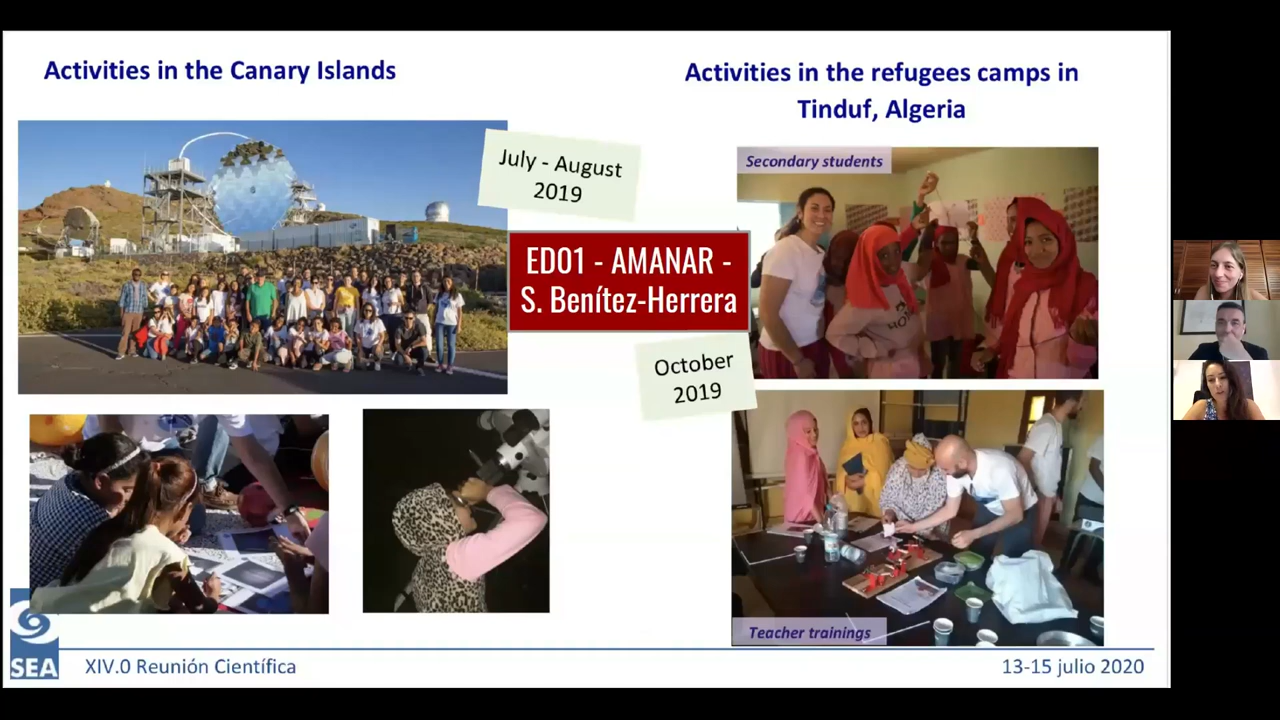 Activities in the Canary Islands
Activities in the refugees camps in
Tinduf, Algeria
July - August
2019
Secondary students
ED01 - AMANAR -
S. Benítez-Herrera
October
2019
Teacher trainings
SEA
XIV.0 Reunión Científica
13-15 julio 2020